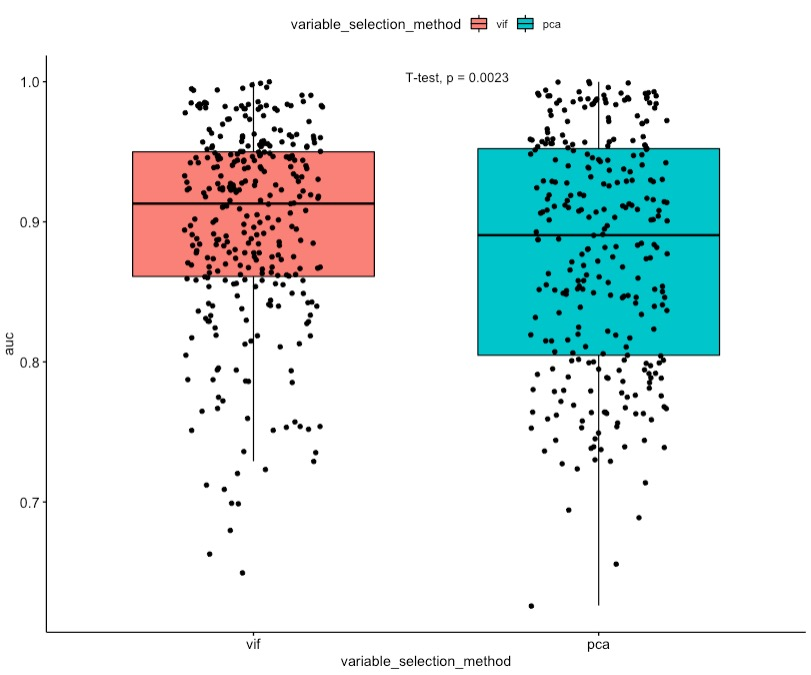 variable_selection_method vif pca
T-test, p = 0.0023
1.0
0.9
0.8
0.7
auc
vif pca
variable_selection_method